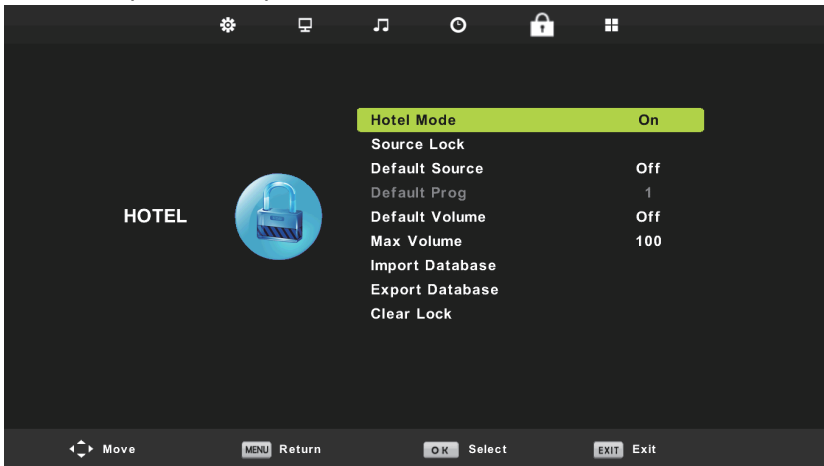 Hotel Mode On
Source Lock
Default Source Off
Default Prog 1
HOTEL
Default Volume Off
Max Volume 100
Import Database
Export Database
Clear Lock
Move MENU Return OK Select EXIT Exit